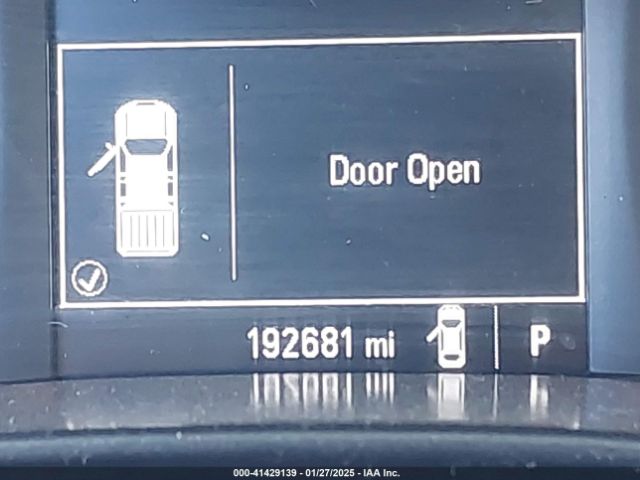 Door Open
192681 mi
P
000-41429139 - 01/27/2025 - IAA Inc.